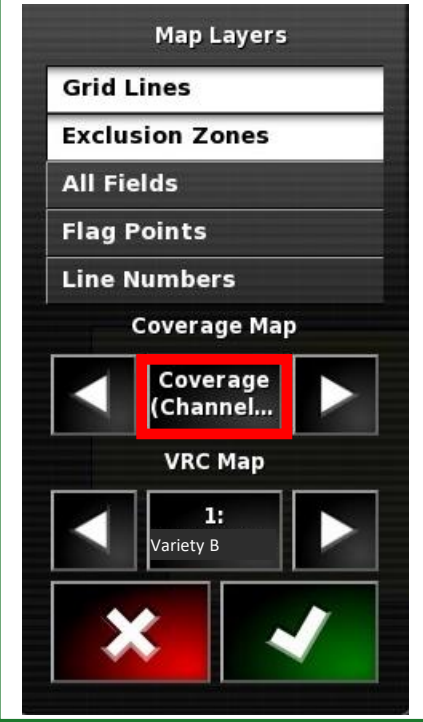 Map Layers
Grid Lines
Exclusion Zones
All Fields
Flag Points
Line Numbers
Coverage Map
Coverage
(Channel...
VRC Map
1:
Variety B